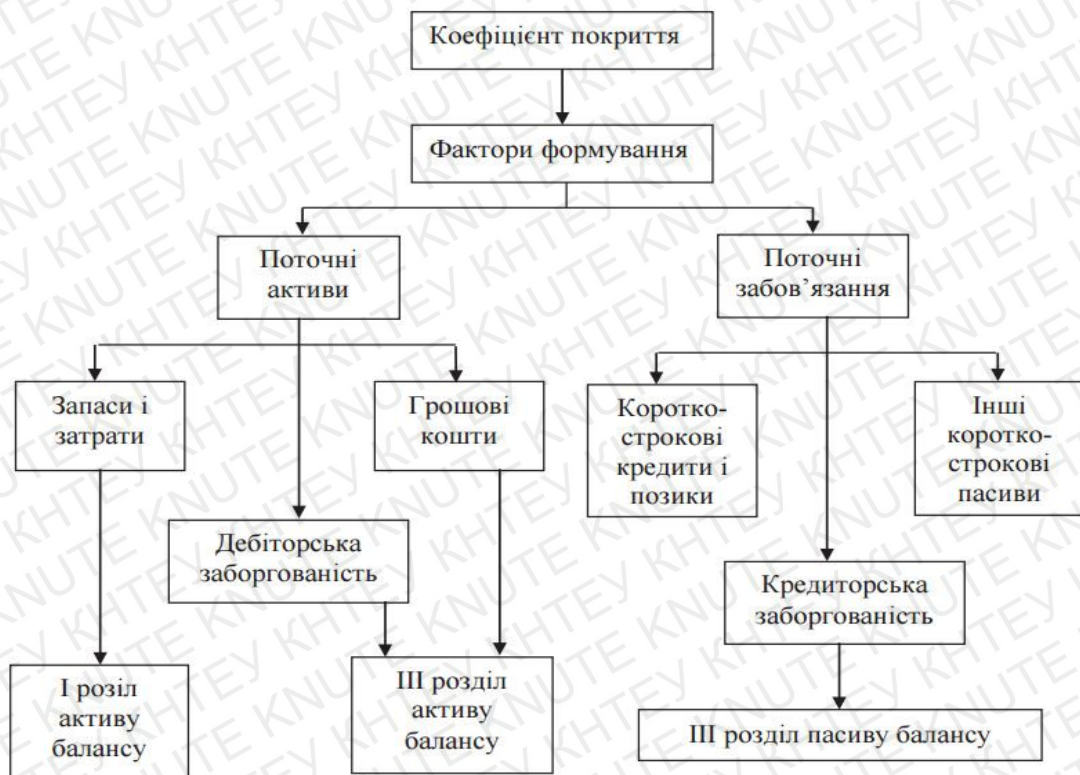 Коефіцієнт покриття
Фактори формування
Поточні
активи
Поточні
забов’язання
Запаси і
затрати
Грошові
кошти
Коротко-
строкові
кредити і
позики
Інші
коротко-
строкові
пасиви
Дебіторська
заборгованість
Кредиторська
заборгованість
І розіл
активу
балансу
ІІІ розділ
активу
балансу
ІІІ розділ пасиву балансу